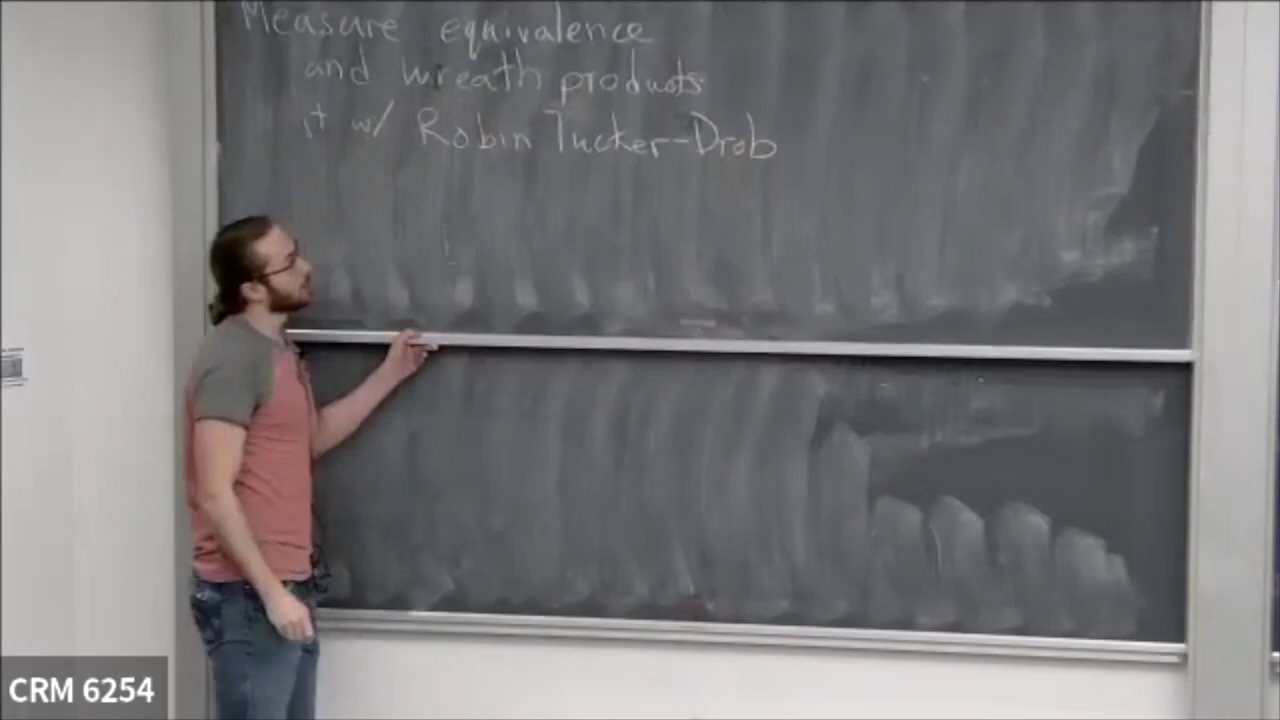 Measure equivalence
and wreath products
jt w/ Robin Tucker-Drob
CRM 6254